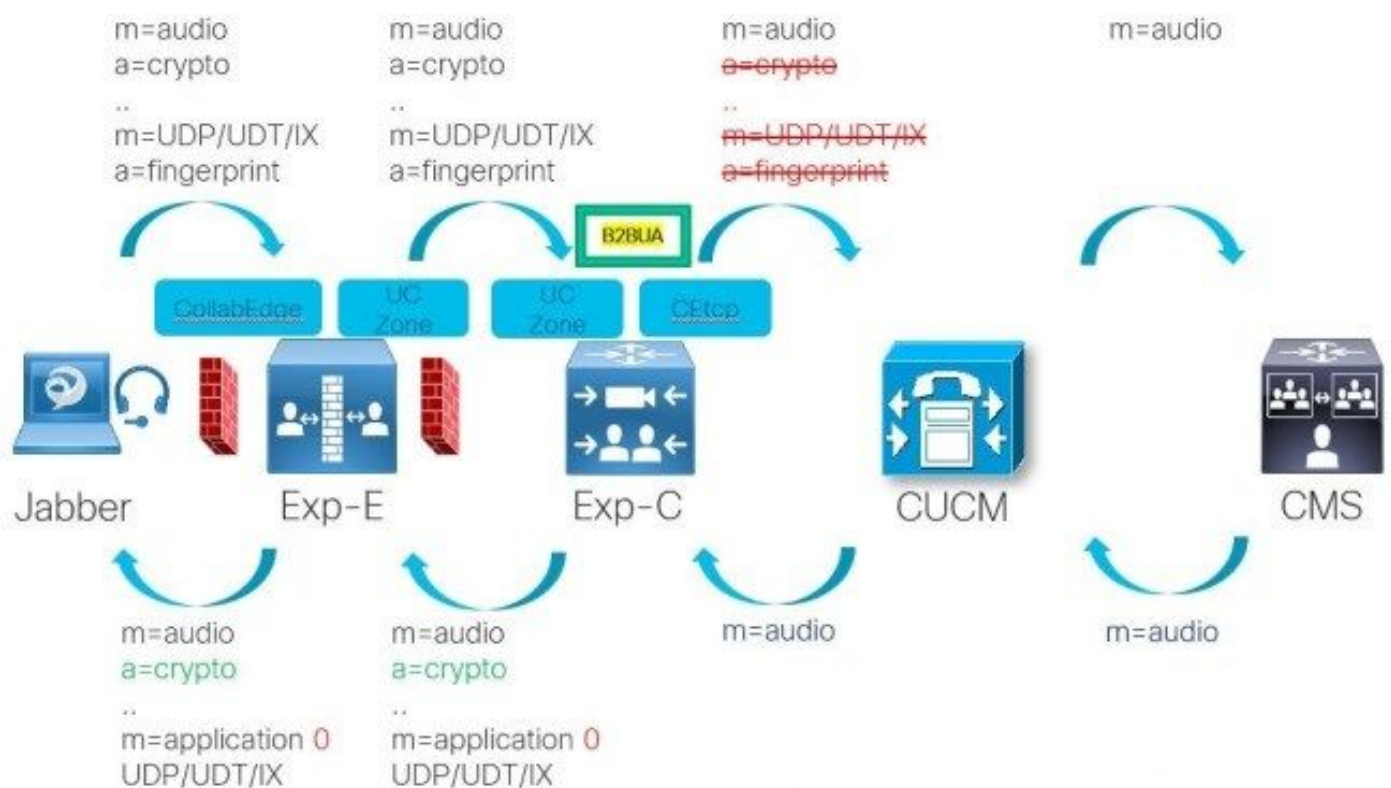 m=audio
a=crypto
..
m=UDP/UDT/IX
a=fingerprint
m=audio
a=crypto
..
m=UDP/UDT/IX
a=fingerprint
m=audio
a=crypto
..
m=UDP/UDT/IX
a=fingerprint
m=audio
B2BUA
CollabEdge
UC
Zone
UC
Zone
CEtcp
Jabber
Exp-E
Exp-C
CUCM
CMS
m=audio
a=crypto
..
m=application 0
UDP/UDT/IX
m=audio
a=crypto
..
m=application 0
UDP/UDT/IX
m=audio
m=audio